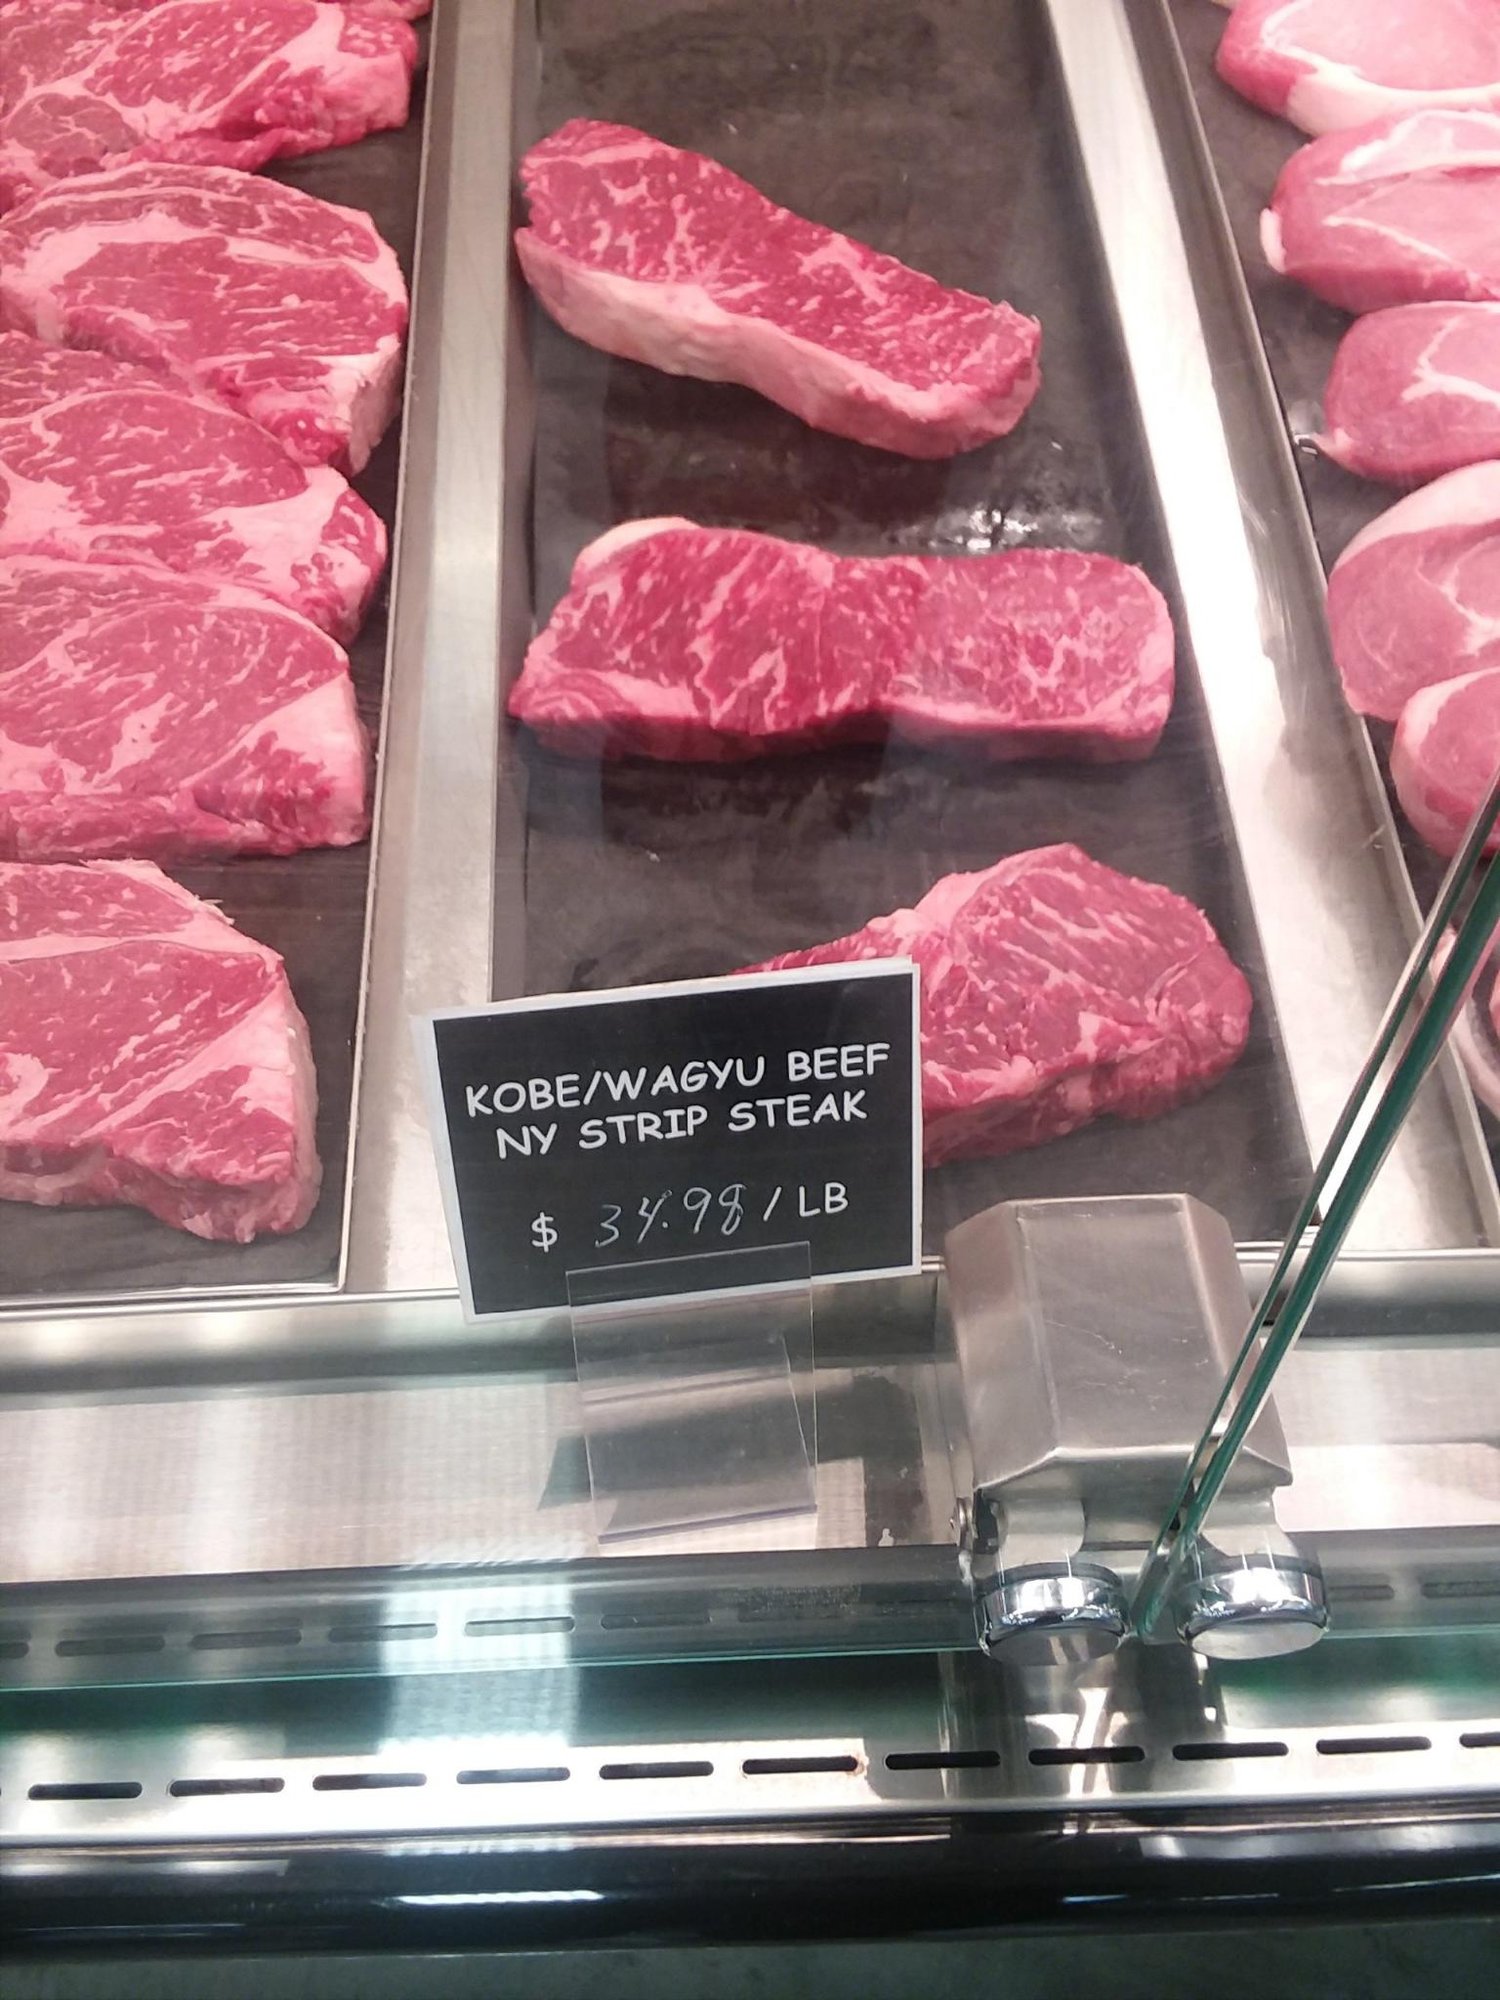 KOBE/WAGYU BEEF
NY STRIP STEAK
$ 34.98/LB